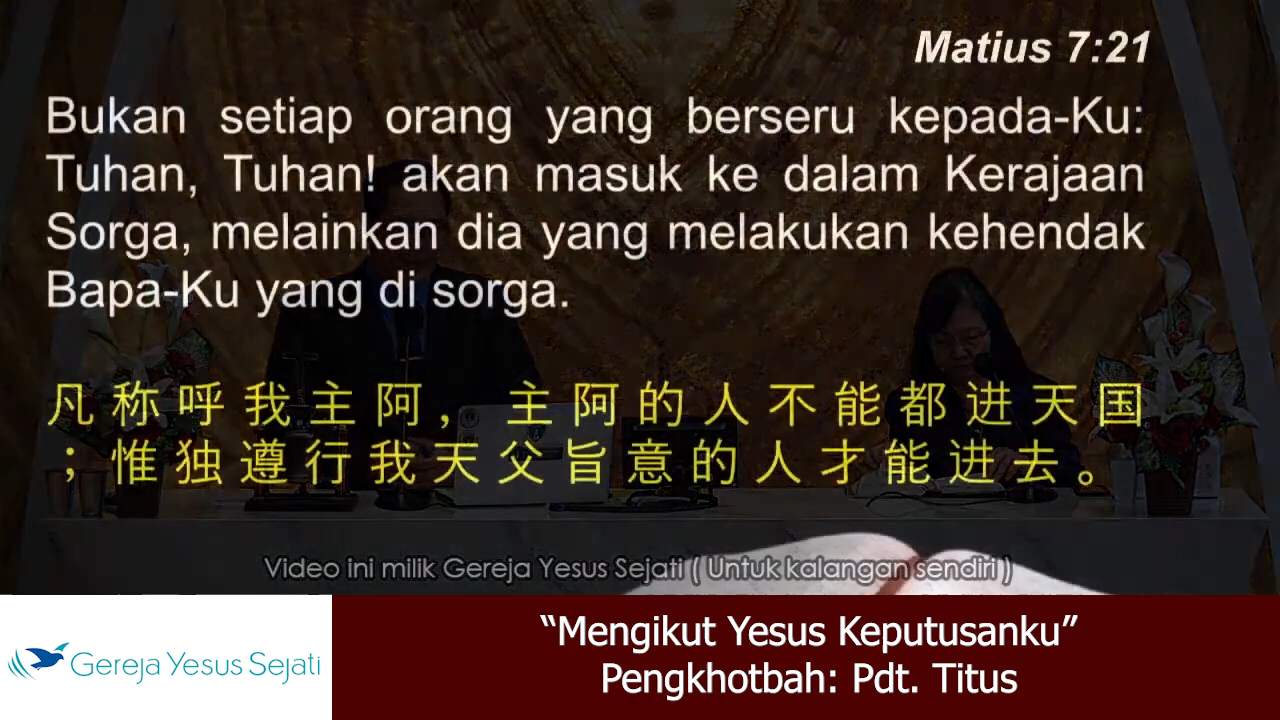 Matius 7:21
Bukan setiap orang yang berseru kepada-Ku:
Tuhan, Tuhan! akan masuk ke dalam Kerajaan
Sorga, melainkan dia yang melakukan kehendak
Bapa-Ku yang di sorga.
凡称呼我主阿，主阿的人不能都进天国
；惟独遵行我天父旨意的人才能进去。
Video ini milik Gereja Yesus Sejati ( Untuk kalangan sendiri )
Gereja Yesus Sejati
“Mengikut Yesus Keputusanku”
Pengkhotbah: Pdt. Titus